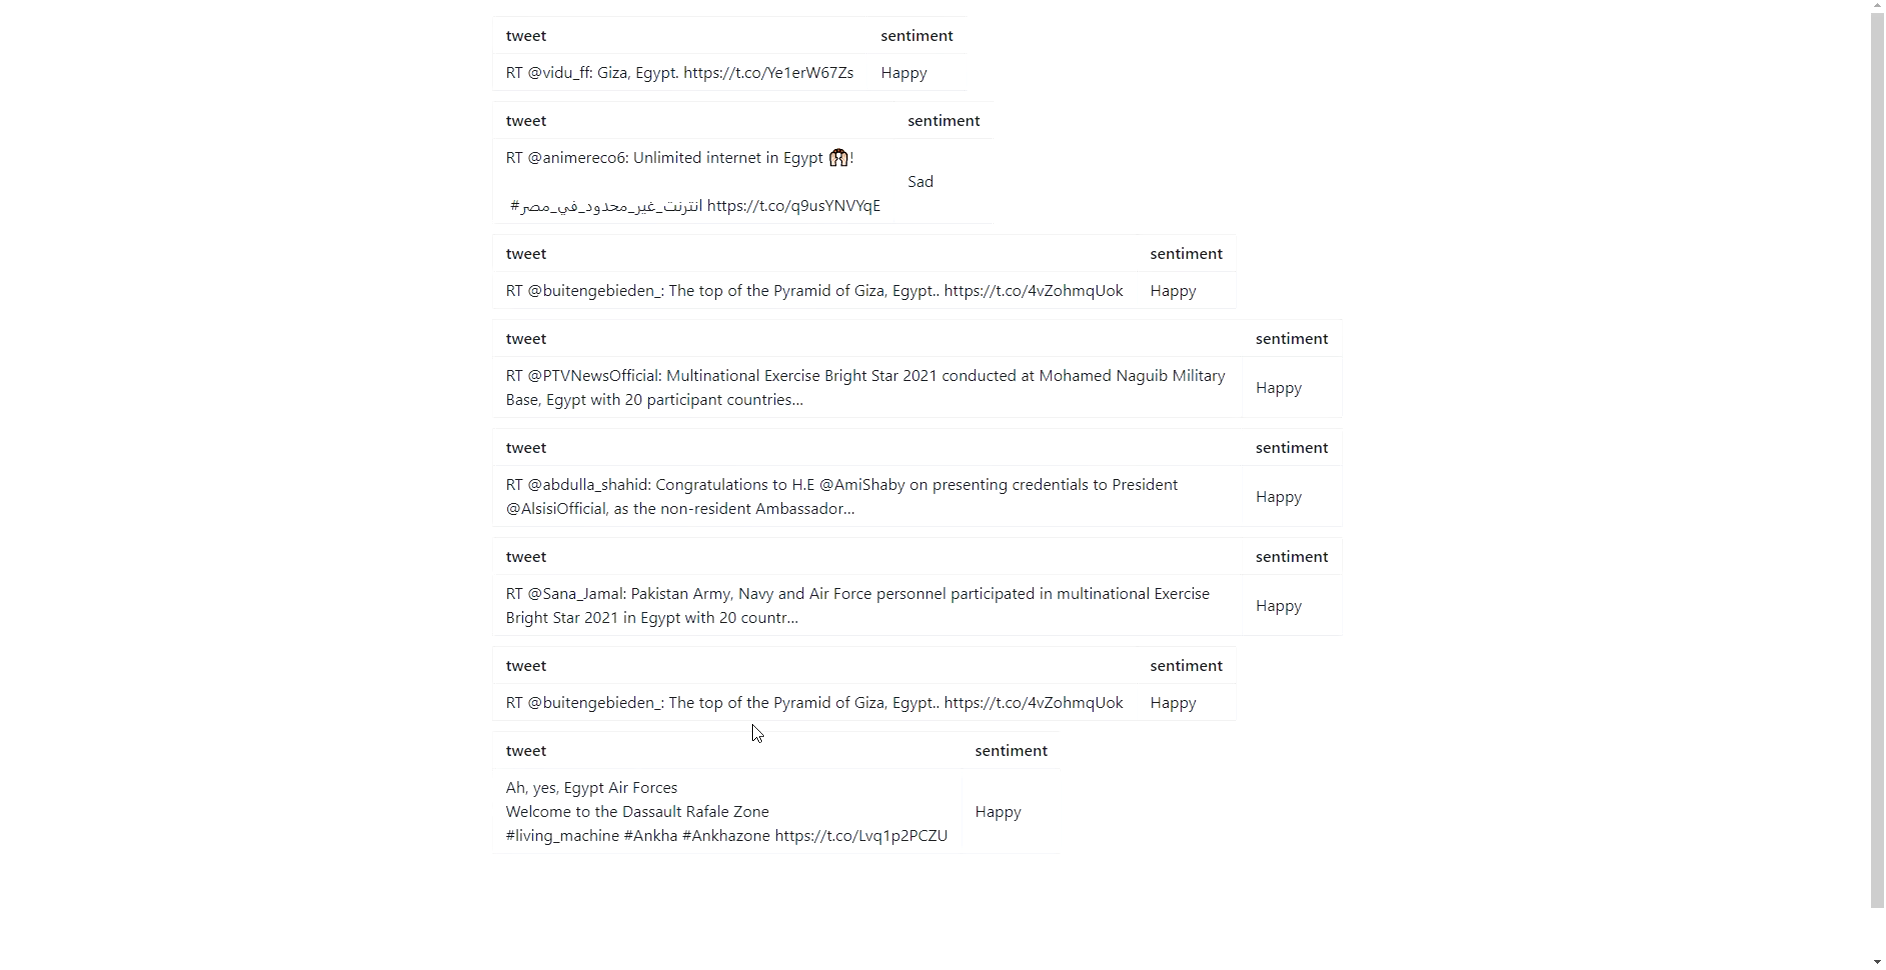 tweet sentiment
RT @vidu_ff: Giza, Egypt. https://t.co/Ye1erW67Zs Happy
tweet sentiment
RT @animereco6: Unlimited internet in Egypt 🙌🏻!
Sad
#انترنت_غير_محدود_في_مصر https://t.co/q9usYNVYqE
tweet sentiment
RT @buitengebieden_: The top of the Pyramid of Giza, Egypt.. https://t.co/4vZohmqUok Happy
tweet sentiment
RT @PTVNewsOfficial: Multinational Exercise Bright Star 2021 conducted at Mohamed Naguib Military
Base, Egypt with 20 participant countries...
Happy
tweet sentiment
RT @abdulla_shahid: Congratulations to H.E @AmiShaby on presenting credentials to President
@AlsisiOfficial, as the non-resident Ambassador...
Happy
tweet sentiment
RT @Sana_Jamal: Pakistan Army, Navy and Air Force personnel participated in multinational Exercise
Bright Star 2021 in Egypt with 20 countr...
Happy
tweet sentiment
RT @buitengebieden_: The top of the Pyramid of Giza, Egypt.. https://t.co/4vZohmqUok Happy
tweet sentiment
Ah, yes, Egypt Air Forces
Welcome to the Dassault Rafale Zone
Happy
#living_machine #Ankha #Ankhazone https://t.co/Lvq1p2PCZU